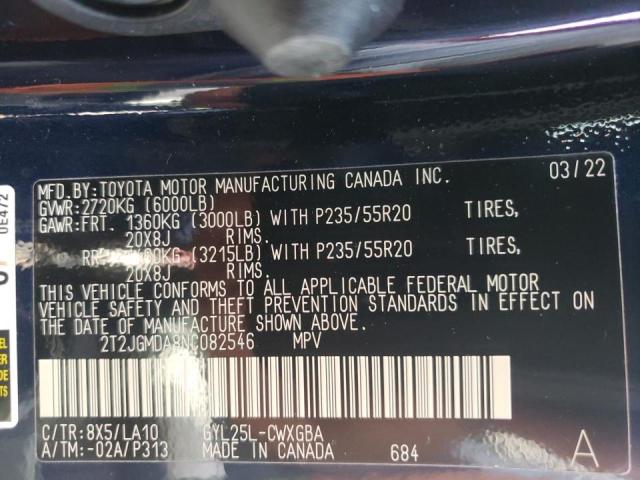 MFD.BY:TOYOTA MOTOR MANUFACTURING CANADA INC. 03/22
GVWR:2720KG (6000LB)
GAWR:FRT. 1360KG (3000LB) WITH P235/55R20 TIRES,
20X8J RIMS.
RR. (3215LB) WITH P235/55R20 TIRES,
20X8J RIMS.
THIS VEHICLE CONFORMS TO ALL APPLICABLE FEDERAL MOTOR
VEHICLE SAFETY AND THEFT PREVENTION STANDARDS IN EFFECT ON
THE DATE OF MANUFACTURE SHOWN ABOVE.
2T2JGMDA8NC082546 MPV
C/TR:8X5/LA10 GYL25L-CWXGBA
A/TM:-02A/P313 MADE IN CANADA 684 A
0E472